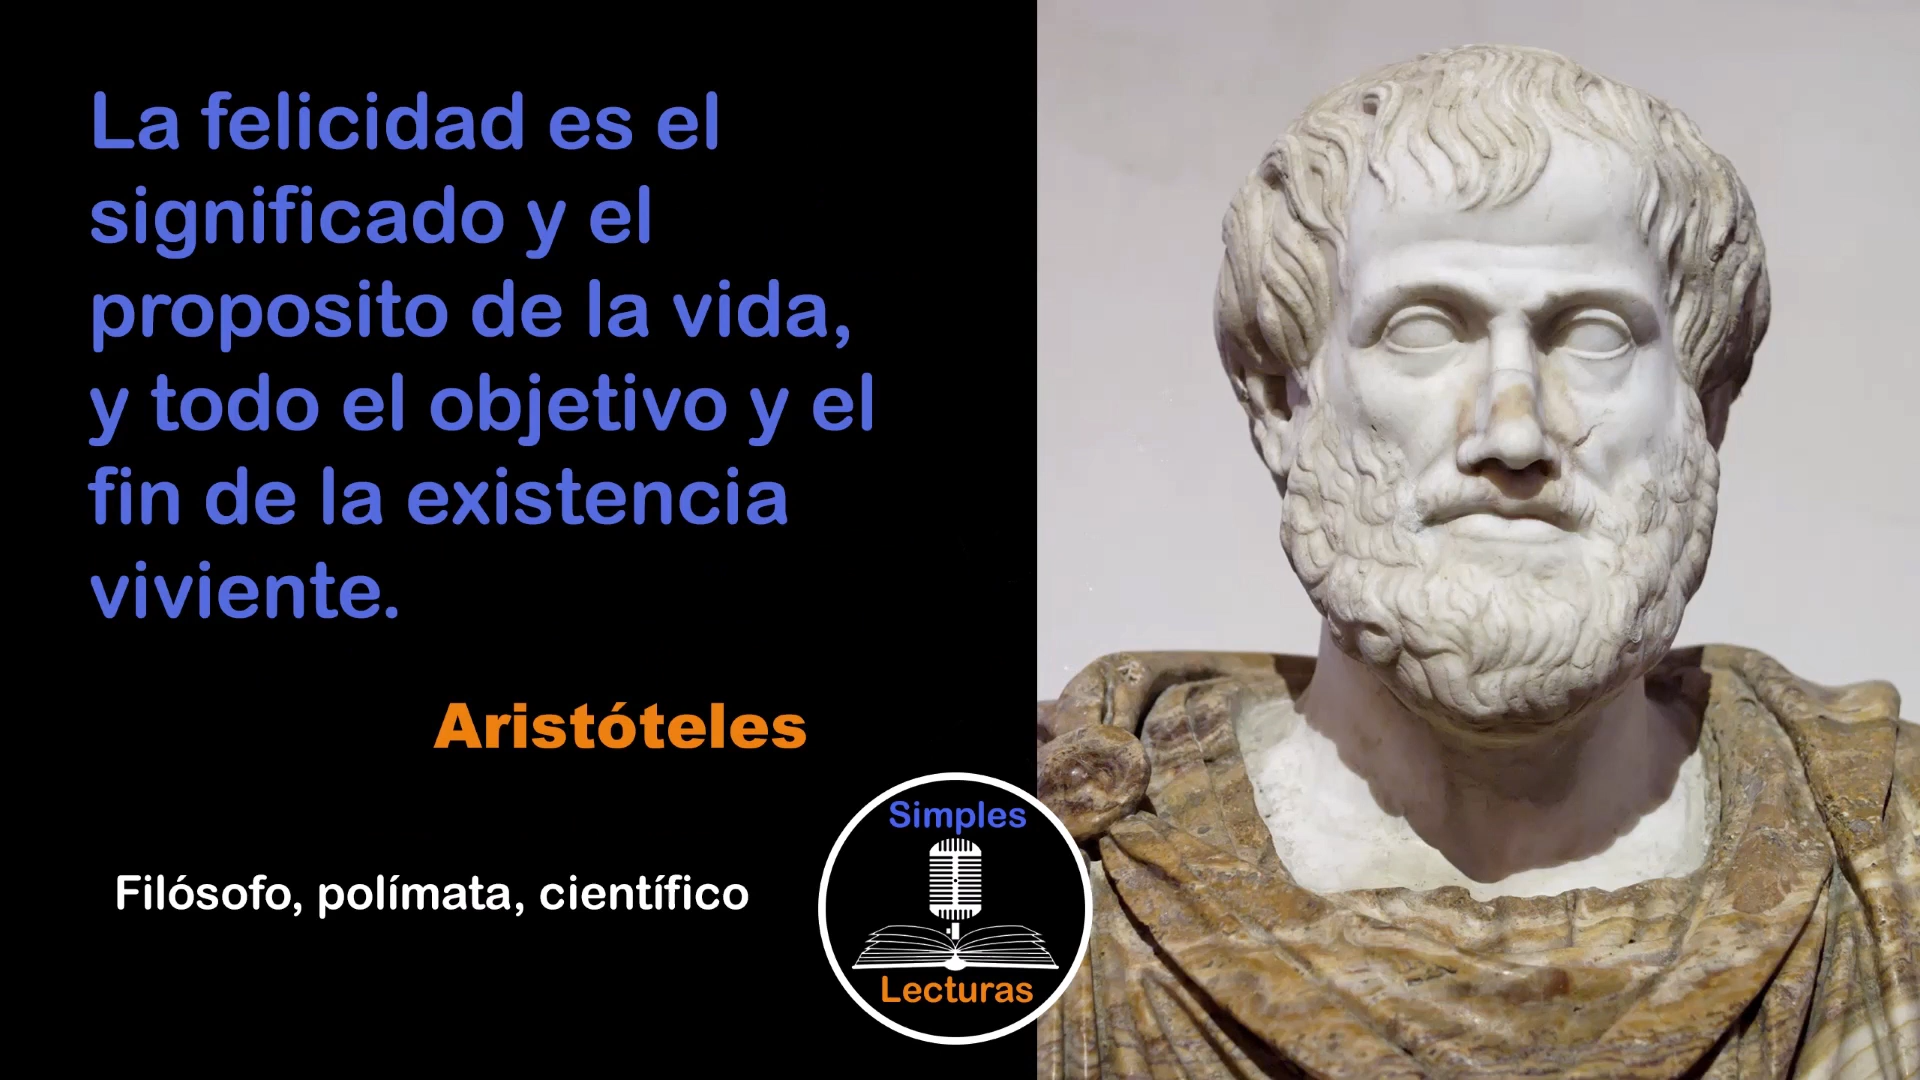 La felicidad es el
significado y el
proposito de la vida,
y todo el objetivo y el
fin de la existencia
viviente.
Aristóteles
Filósofo, polímata, científico
Simples
Lecturas